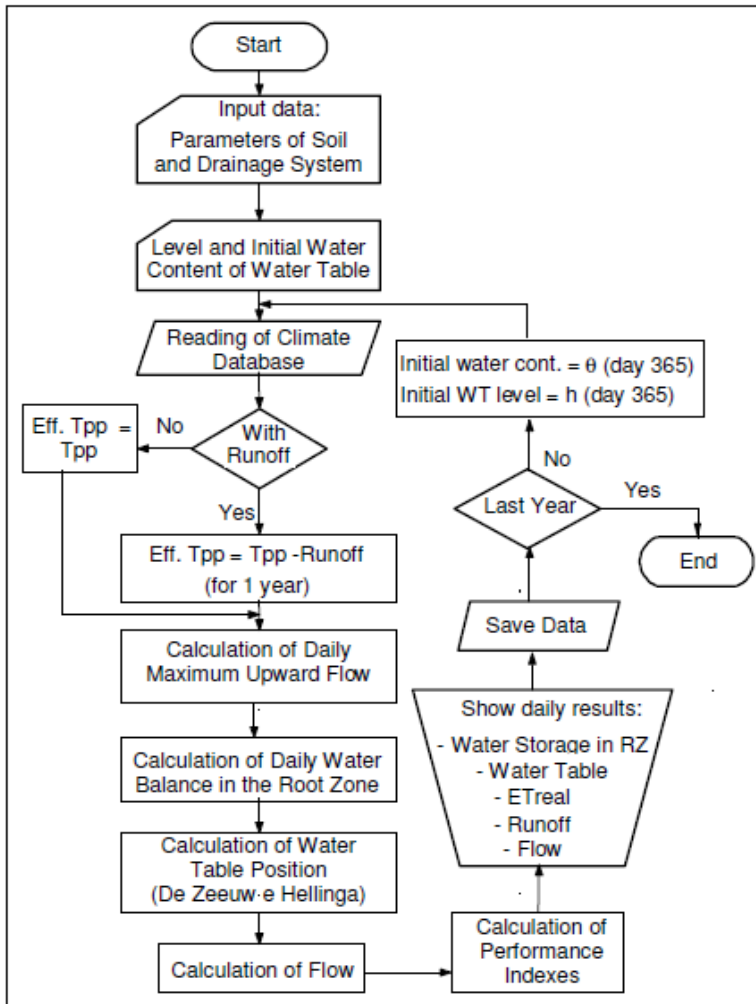 Start
Input data:
Parameters of Soil
and Drainage System
Level and Initial Water
Content of Water Table
Reading of Climate
Database
With
Runoff
No
Eff. Tpp =
Tpp
Yes
Eff. Tpp = Tpp -Runoff
(for 1 year)
Calculation of Daily
Maximum Upward Flow
Calculation of Daily Water
Balance in the Root Zone
Calculation of Water
Table Position
(De Zeeuw·e Hellinga)
Calculation of Flow
Calculation of
Performance
Indexes
Show daily results:
- Water Storage in RZ
- Water Table
- ETreal
- Runoff
- Flow
Save Data
Last Year
Yes
End
No
Initial water cont. = θ (day 365)
Initial WT level = h (day 365)